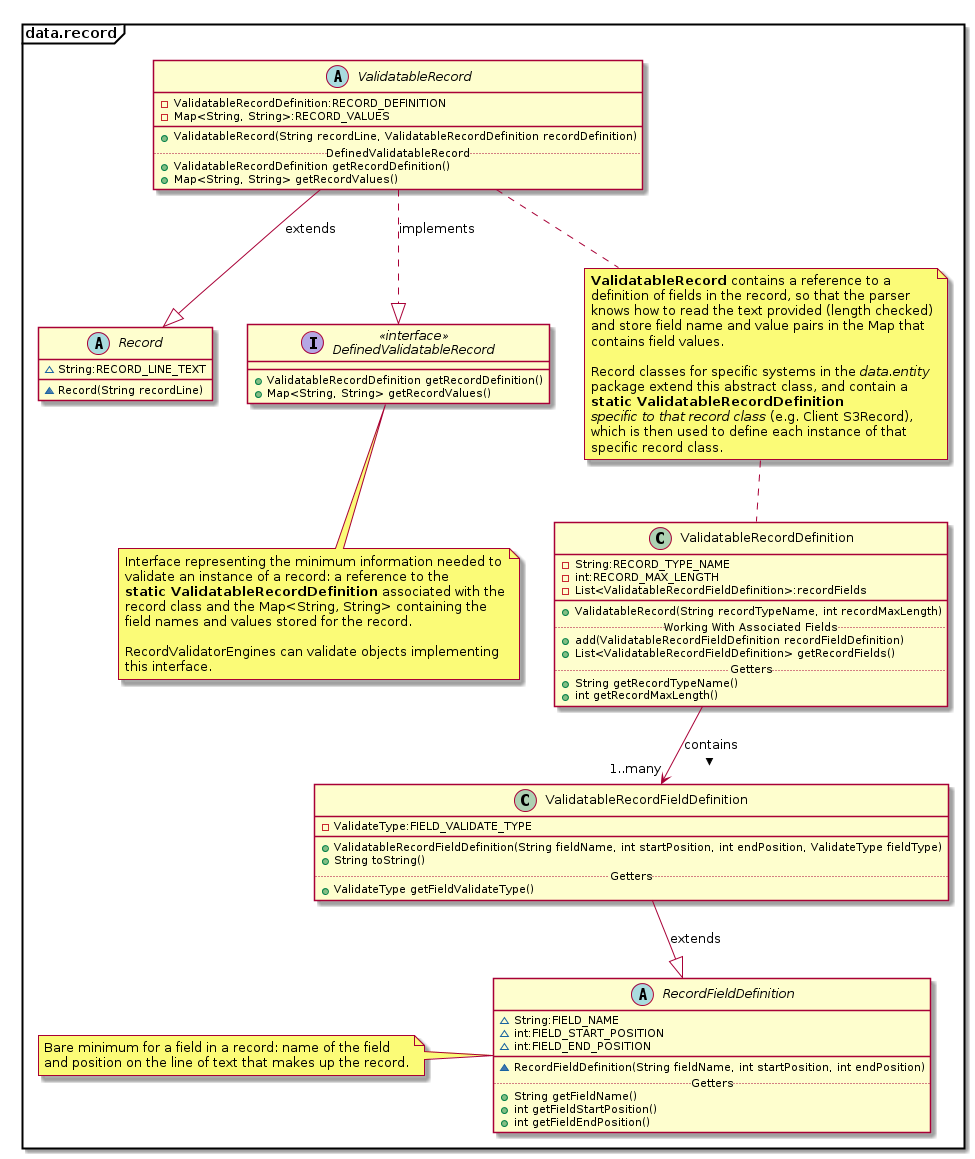 data.record
A ValidatableRecord
ValidatableRecordDefinition:RECORD_DEFINITION
Map<String, String>:RECORD_VALUES
ValidatableRecord(String recordLine, ValidatableRecordDefinition recordDefinition)
DefinedValidatableRecord
ValidatableRecordDefinition getRecordDefinition()
Map<String, String> getRecordValues()
extends
implements
ValidatableRecord contains a reference to a
definition of fields in the record, so that the parser
knows how to read the text provided (length checked)
and store field name and value pairs in the Map that
contains field values.
Record classes for specific systems in the data.entity
package extend this abstract class, and contain a
static ValidatableRecordDefinition
specific to that record class (e.g. Client S3Record),
which is then used to define each instance of that
specific record class.
A Record
String:RECORD_LINE_TEXT
Record(String recordLine)
I «interface»
DefinedValidatableRecord
ValidatableRecordDefinition getRecordDefinition()
Map<String, String> getRecordValues()
Interface representing the minimum information needed to
validate an instance of a record: a reference to the
static ValidatableRecordDefinition associated with the
record class and the Map<String, String> containing the
field names and values stored for the record.
RecordValidatorEngines can validate objects implementing
this interface.
C ValidatableRecordDefinition
String:RECORD_TYPE_NAME
int:RECORD_MAX_LENGTH
List<ValidatableRecordFieldDefinition>:recordFields
ValidatableRecord(String recordTypeName, int recordMaxLength)
Working With Associated Fields
add(ValidatableRecordFieldDefinition recordFieldDefinition)
List<ValidatableRecordFieldDefinition> getRecordFields()
Getters
String getRecordTypeName()
int getRecordMaxLength()
contains
1..many
C ValidatableRecordFieldDefinition
ValidateType:FIELD_VALIDATE_TYPE
ValidatableRecordFieldDefinition(String fieldName, int startPosition, int endPosition, ValidateType fieldType)
String toString()
Getters
ValidateType getFieldValidateType()
extends
A RecordFieldDefinition
String:FIELD_NAME
int:FIELD_START_POSITION
int:FIELD_END_POSITION
RecordFieldDefinition(String fieldName, int startPosition, int endPosition)
Getters
String getFieldName()
int getFieldStartPosition()
int getFieldEndPosition()
Bare minimum for a field in a record: name of the field
and position on the line of text that makes up the record.